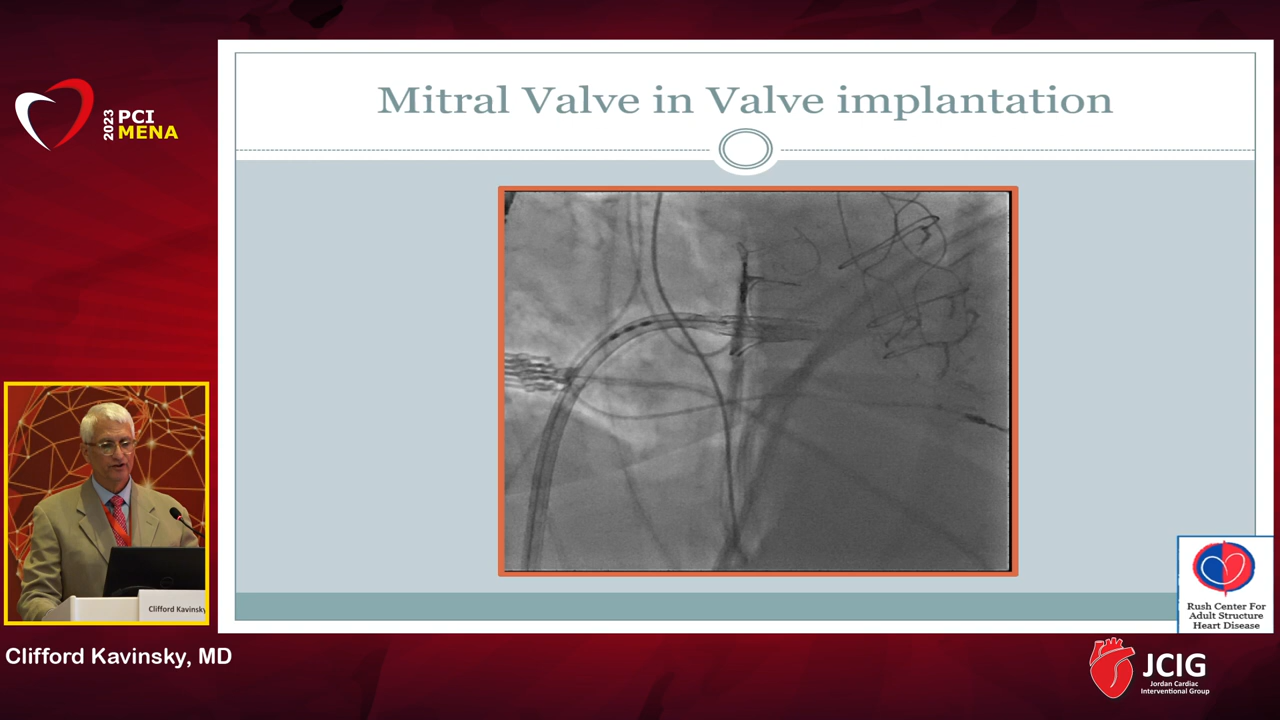 2023
PCI
MENA
Mitral Valve in Valve implantation
Clifford Kavinsky
Rush Center For
Adult Structure
Heart Disease
Clifford Kavinsky, MD
JCIG
Jordan Cardiac
Interventional Group